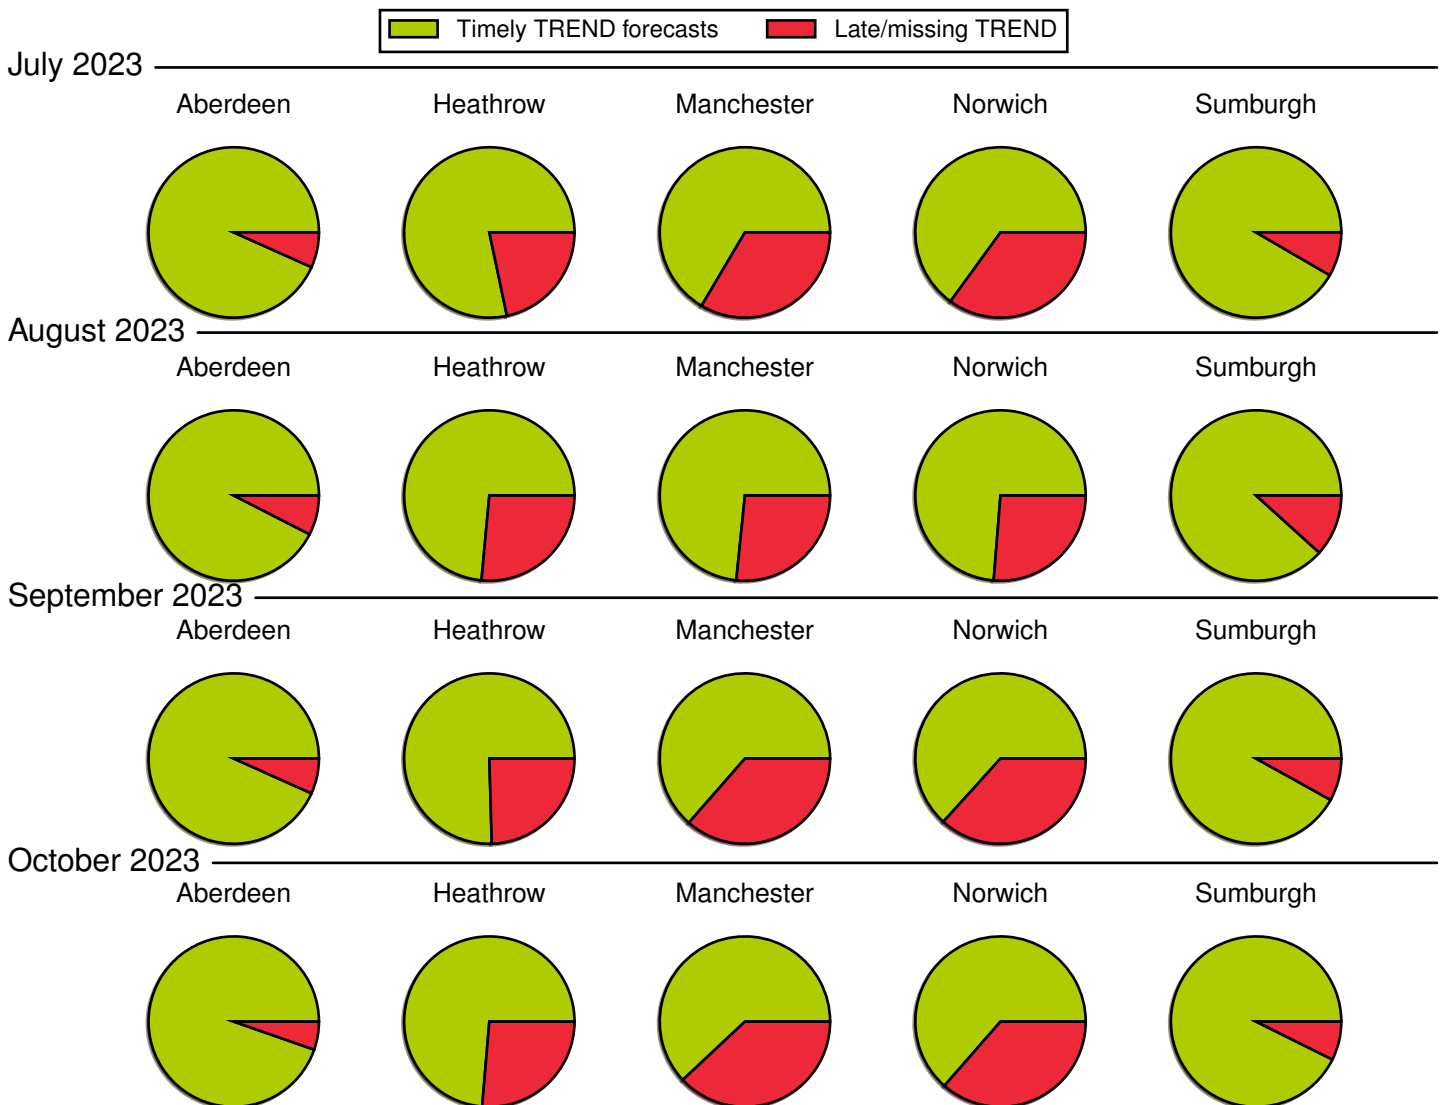 Timely TREND forecasts Late/missing TREND
July 2023
Aberdeen Heathrow Manchester Norwich Sumburgh
August 2023
Aberdeen Heathrow Manchester Norwich Sumburgh
September 2023
Aberdeen Heathrow Manchester Norwich Sumburgh
October 2023
Aberdeen Heathrow Manchester Norwich Sumburgh